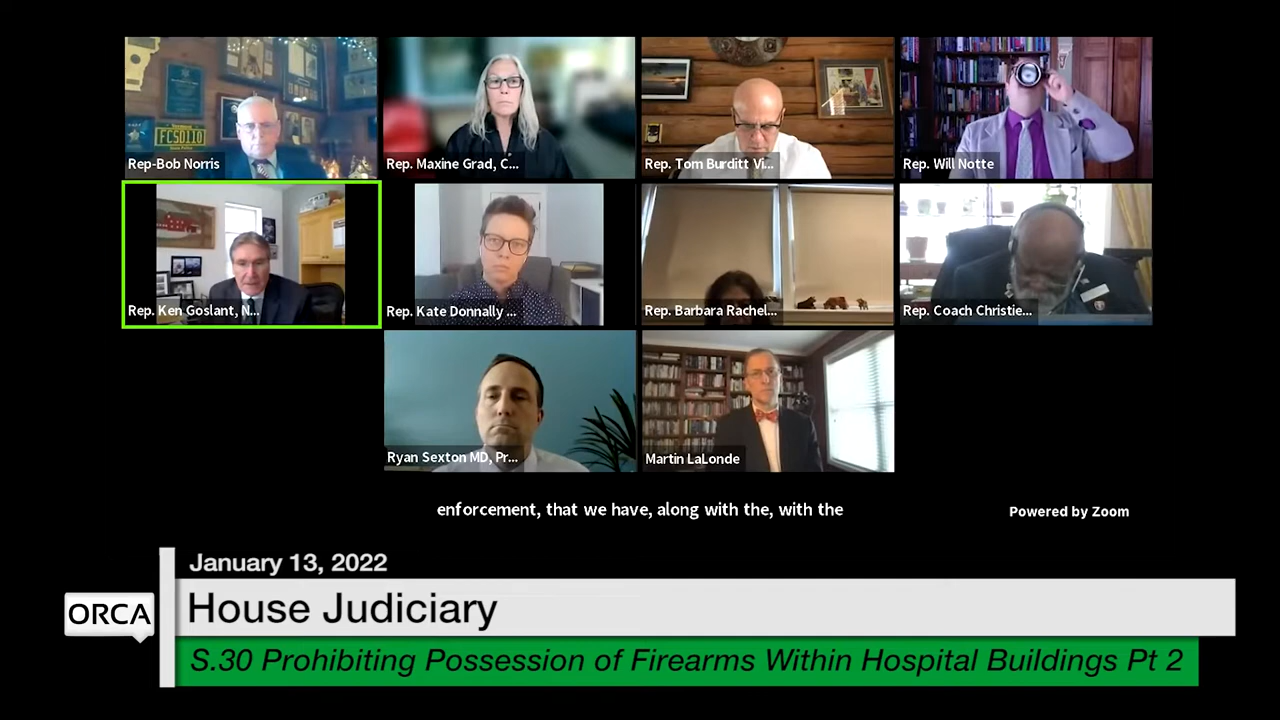 FCSD110
Rep-Bob Norris
Rep. Maxine Grad, C...
Rep. Tom Burditt Vi...
Rep. Will Notte
Rep. Ken Goslant, N...
Rep. Kate Donnally ...
Rep. Barbara Rachel...
Rep. Coach Christie...
Ryan Sexton MD, Pr...
Martin LaLonde
enforcement, that we have, along with the, with the
Powered by Zoom
January 13, 2022
ORCA
House Judiciary
S.30 Prohibiting Possession of Firearms Within Hospital Buildings Pt 2